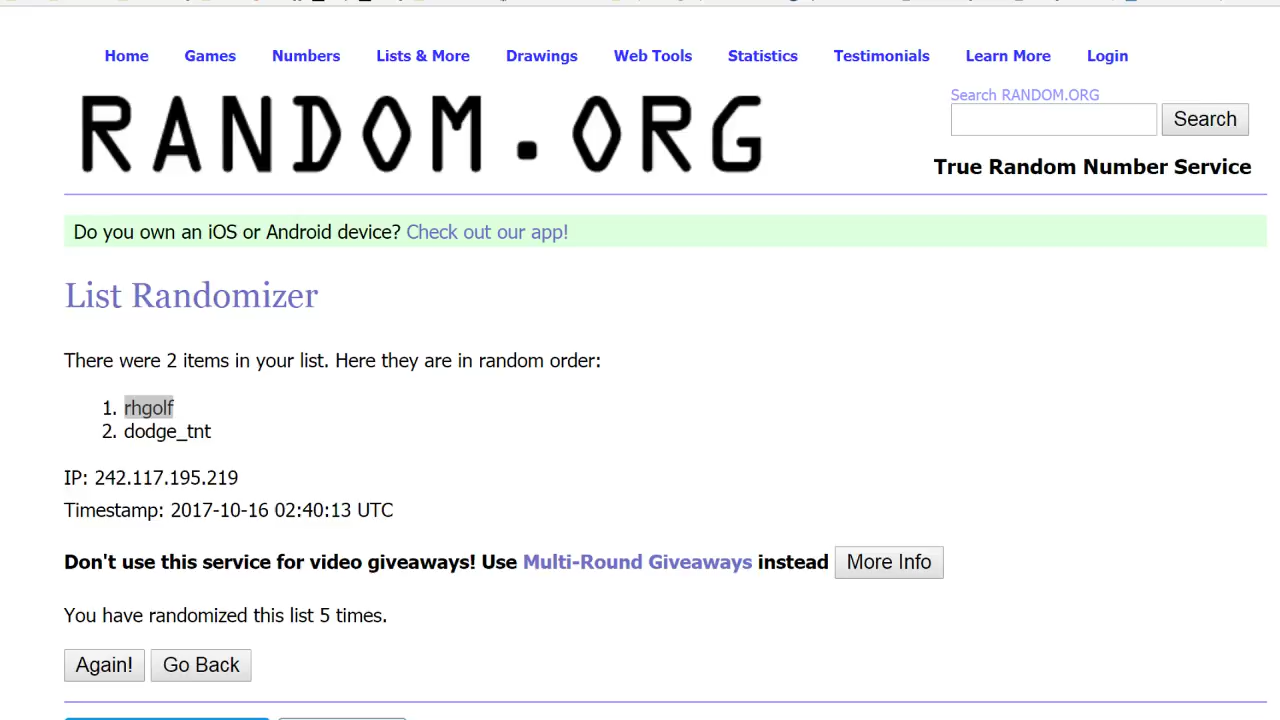 Home Games Numbers Lists & More Drawings Web Tools Statistics Testimonials Learn More Login
RANDOM.ORG
Search RANDOM.ORG
Search
True Random Number Service
Do you own an iOS or Android device? Check out our app!
List Randomizer
There were 2 items in your list. Here they are in random order:
1. rhgolf
2. dodge_tnt
IP: 242.117.195.219
Timestamp: 2017-10-16 02:40:13 UTC
Don't use this service for video giveaways! Use Multi-Round Giveaways instead More Info
You have randomized this list 5 times.
Again! Go Back